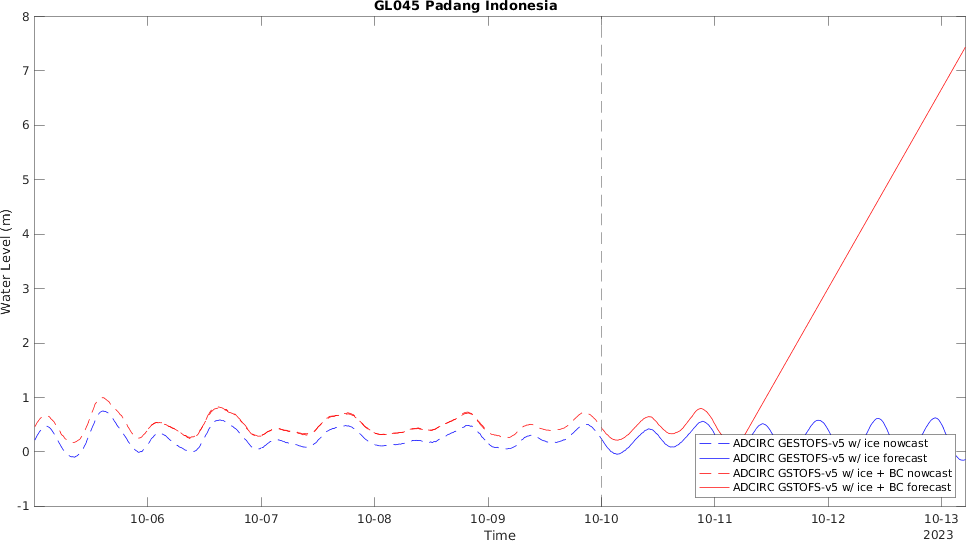 GL045 Padang Indonesia
8
7
6
5
4
3
2
1
0
-1
Water Level (m)
ADCIRC GESTOFS-v5 w/ ice nowcast
ADCIRC GESTOFS-v5 w/ ice forecast
ADCIRC GSTOFS-v5 w/ ice + BC nowcast
ADCIRC GSTOFS-v5 w/ ice + BC forecast
10-06 10-07 10-08 10-09 10-10 10-11 10-12 10-13
2023
Time